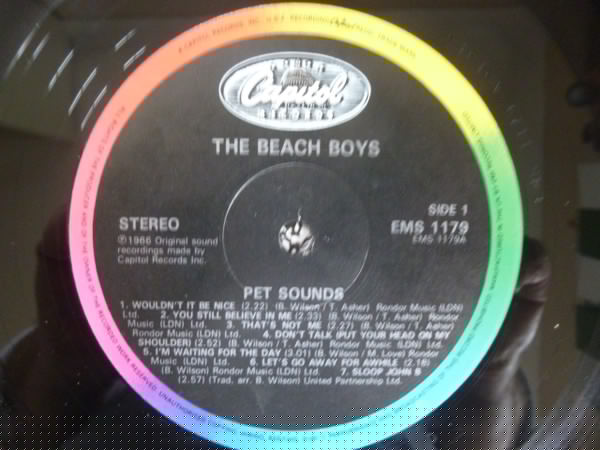 Capitol
RECORDS
THE BEACH BOYS
STEREO
℗1966 Original sound
recordings made by
Capitol Records Inc.
SIDE 1
EMS 1179
EMS 1179A
PET SOUNDS
1. WOULDN'T IT BE NICE (2.22) (B. Wilson / T. Asher) Rondor Music (LDN)
Ltd. 2. YOU STILL BELIEVE IN ME (2.33) (B. Wilson / T. Asher) Rondor
Music (LDN) Ltd. 3. THAT'S NOT ME (2.27) (B. Wilson / T. Asher)
Rondor Music (LDN) Ltd. 4. DON'T TALK (PUT YOUR HEAD ON MY
SHOULDER) (2.52) (B. Wilson / T. Asher) Rondor Music (LDN) Ltd.
5. I'M WAITING FOR THE DAY (3.01) (B. Wilson / M. Love) Rondor
Music (LDN) Ltd. 6. LET'S GO AWAY FOR AWHILE (2.18)
(B. Wilson) Rondor Music (LDN) Ltd. 7. SLOOP JOHN B
(2.57) (Trad. arr. B. Wilson) United Partnership Ltd.